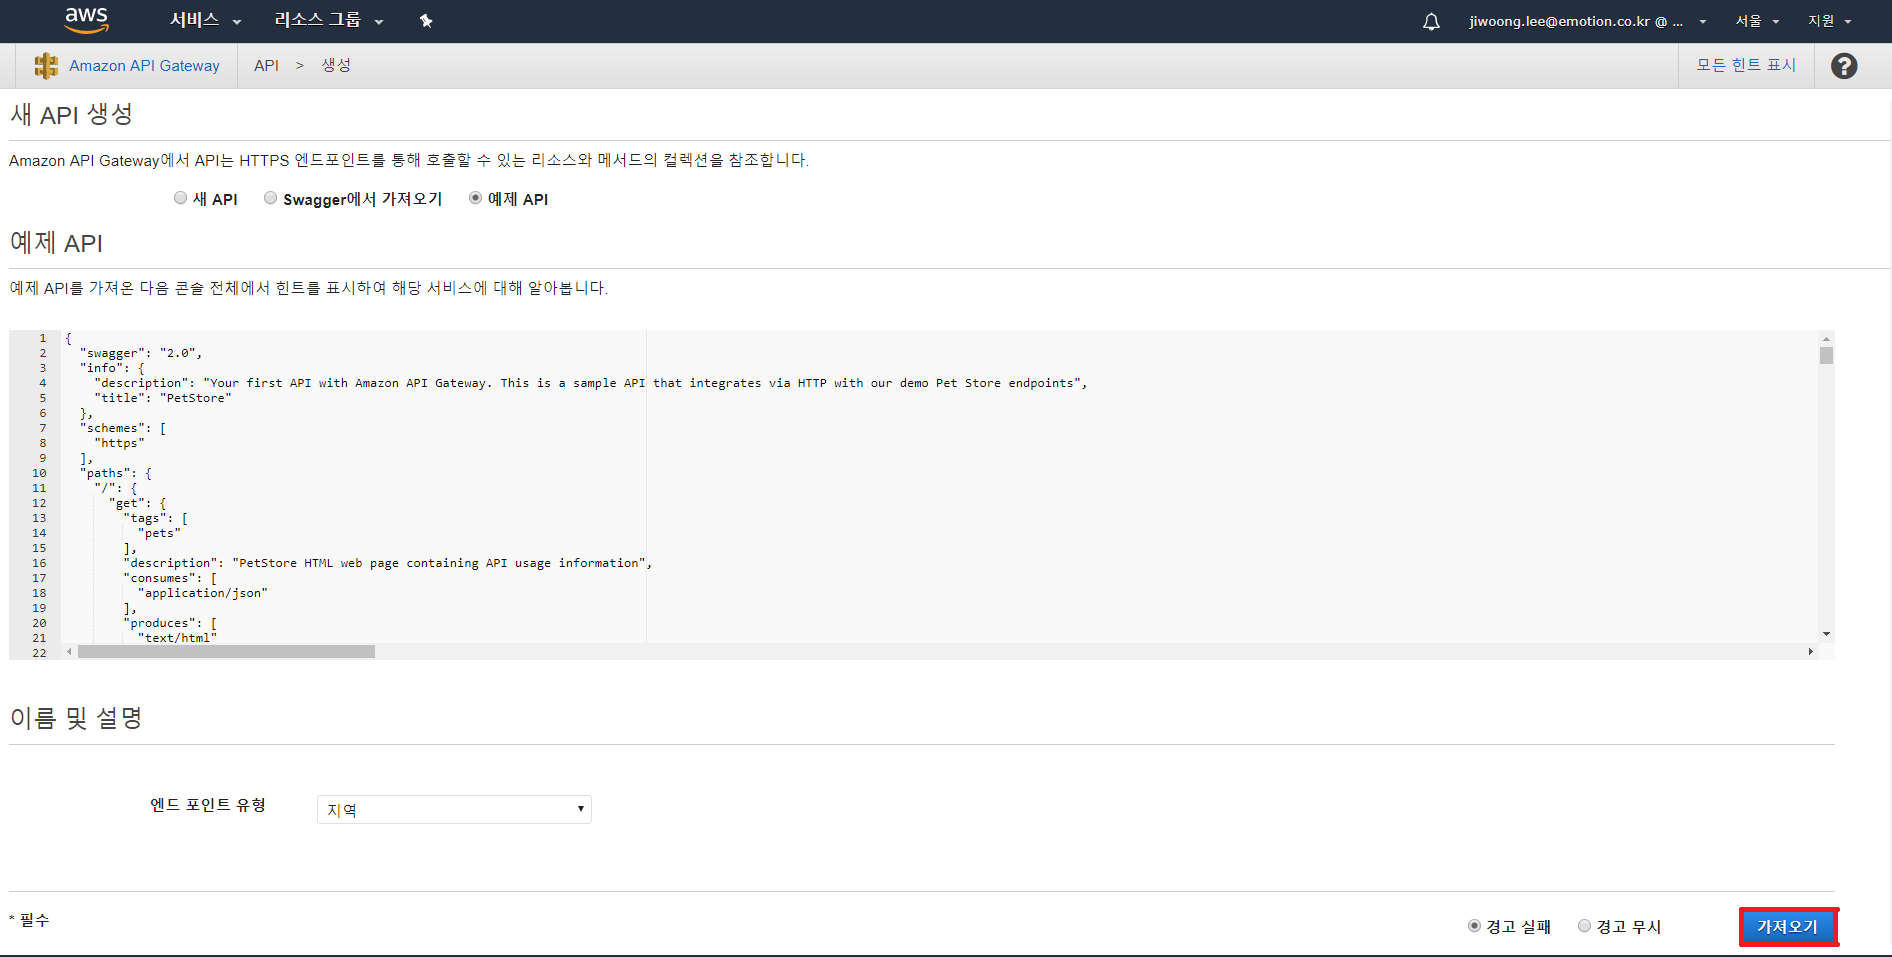 aws 서비스 리소스 그룹 jiwoong.lee@emotion.co.kr @ ... 서울 지원
Amazon API Gateway API > 생성 모든 힌트 표시 ?
새 API 생성
Amazon API Gateway에서 API는 HTTPS 엔드포인트를 통해 호출할 수 있는 리소스와 메서드의 컬렉션을 참조합니다.
새 API Swagger에서 가져오기 예제 API
예제 API
예제 API를 가져온 다음 콘솔 전체에서 힌트를 표시하여 해당 서비스에 대해 알아봅니다.
1 {
2 "swagger": "2.0",
3 "info": {
4 "description": "Your first API with Amazon API Gateway. This is a sample API that integrates via HTTP with our demo Pet Store endpoints",
5 "title": "PetStore"
6 },
7 "schemes": [
8 "https"
9 ],
10 "paths": {
11 "/": {
12 "get": {
13 "tags": [
14 "pets"
15 ],
16 "description": "PetStore HTML web page containing API usage information",
17 "consumes": [
18 "application/json"
19 ],
20 "produces": [
21 "text/html"
22
이름 및 설명
엔드 포인트 유형 지역
* 필수 경고 실패 경고 무시 가져오기